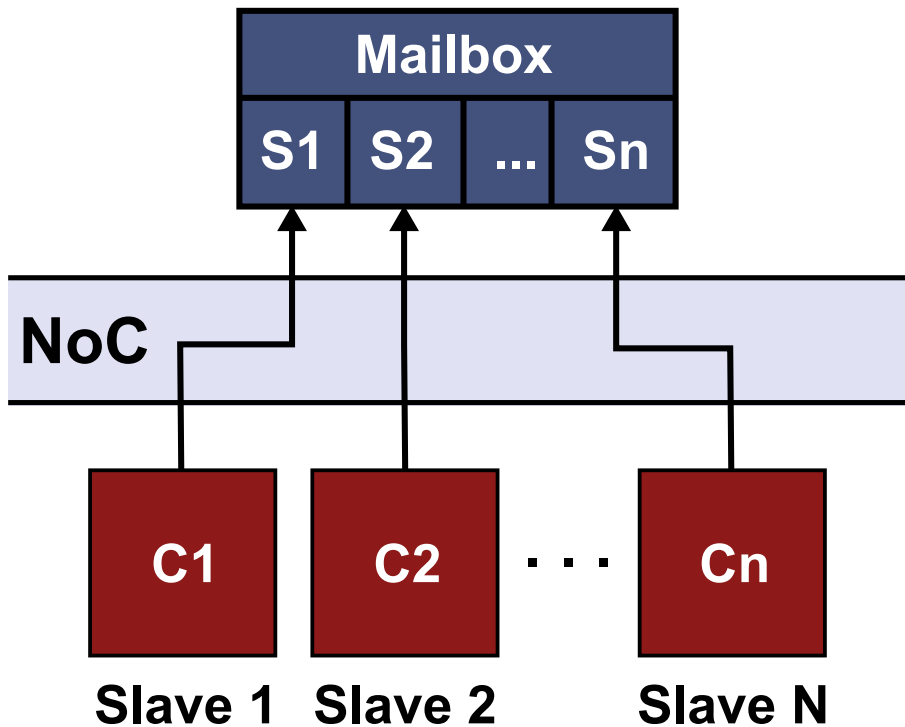 Mailbox
S1 S2 ... Sn
NoC
C1 C2 . . . Cn
Slave 1 Slave 2 Slave N